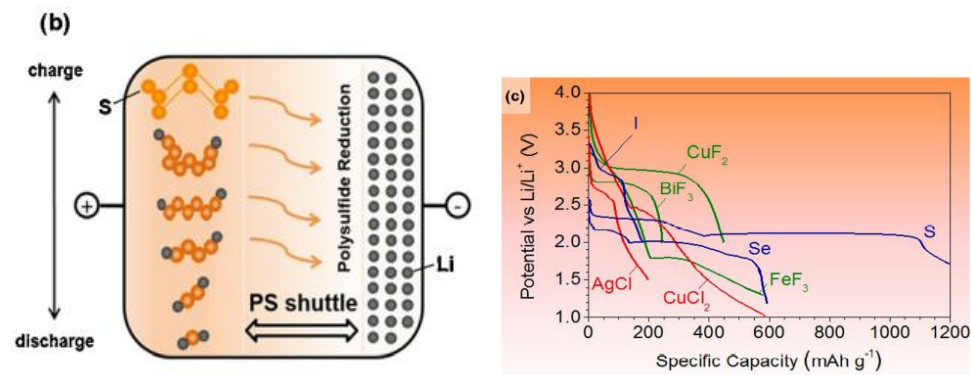 (b)
charge
S
Polysulfide Reduction
+
-
Li
PS shuttle
discharge
(c)
Potential vs Li/Li⁺ (V)
4.0
3.5
3.0
2.5
2.0
1.5
1.0
I
CuF₂
BiF₃
S
Se
AgCl
CuCl₂
FeF₃
0
200
400
600
800
1000
1200
Specific Capacity (mAh g⁻¹)